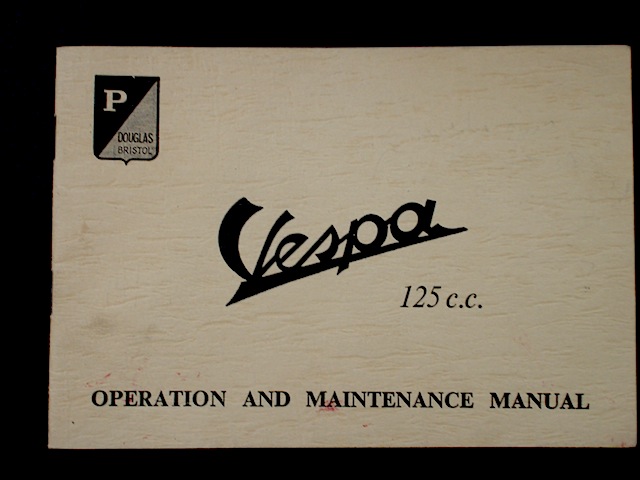 P
DOUGLAS
BRISTOL
Vespa
125 c.c.
OPERATION AND MAINTENANCE MANUAL